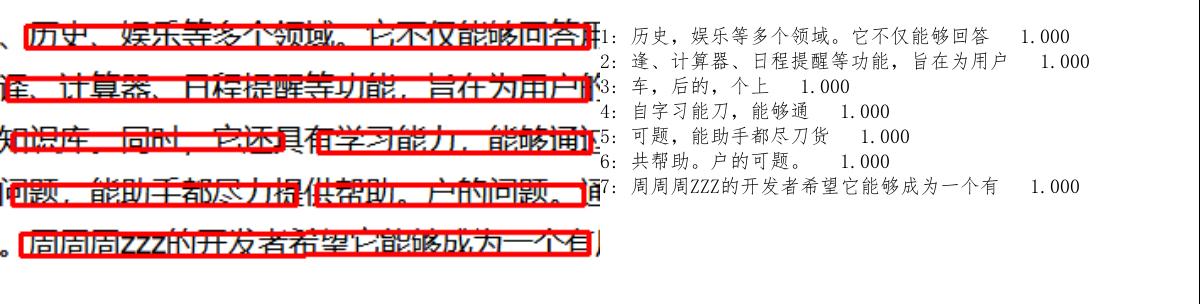 、历史、娱乐等多个领域。它不仅能够回答用
逢、计算器、日程提醒等功能，旨在为用户的
知识库。同时，它还具有学习能力，能够通过
问题，能助手都尽力提供帮助。户的问题。通
。周周周zzz的开发者希望它能够成为一个有用
1: 历史，娱乐等多个领域。它不仅能够回答 1.000
2: 逢、计算器、日程提醒等功能，旨在为用户 1.000
3: 车，后的，个上 1.000
4: 自字习能刀，能够通 1.000
5: 可题，能助手都尽刀货 1.000
6: 共帮助。户的可题。 1.000
7: 周周周ZZZ的开发者希望它能够成为一个有 1.000